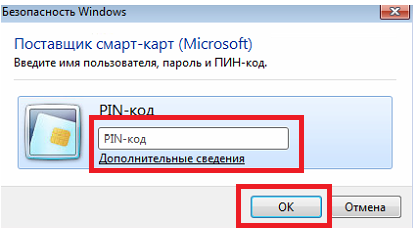 Безопасность Windows
Поставщик смарт-карт (Microsoft)
Введите имя пользователя, пароль и ПИН-код.
PIN-код
PIN-код
Дополнительные сведения
ОК
Отмена